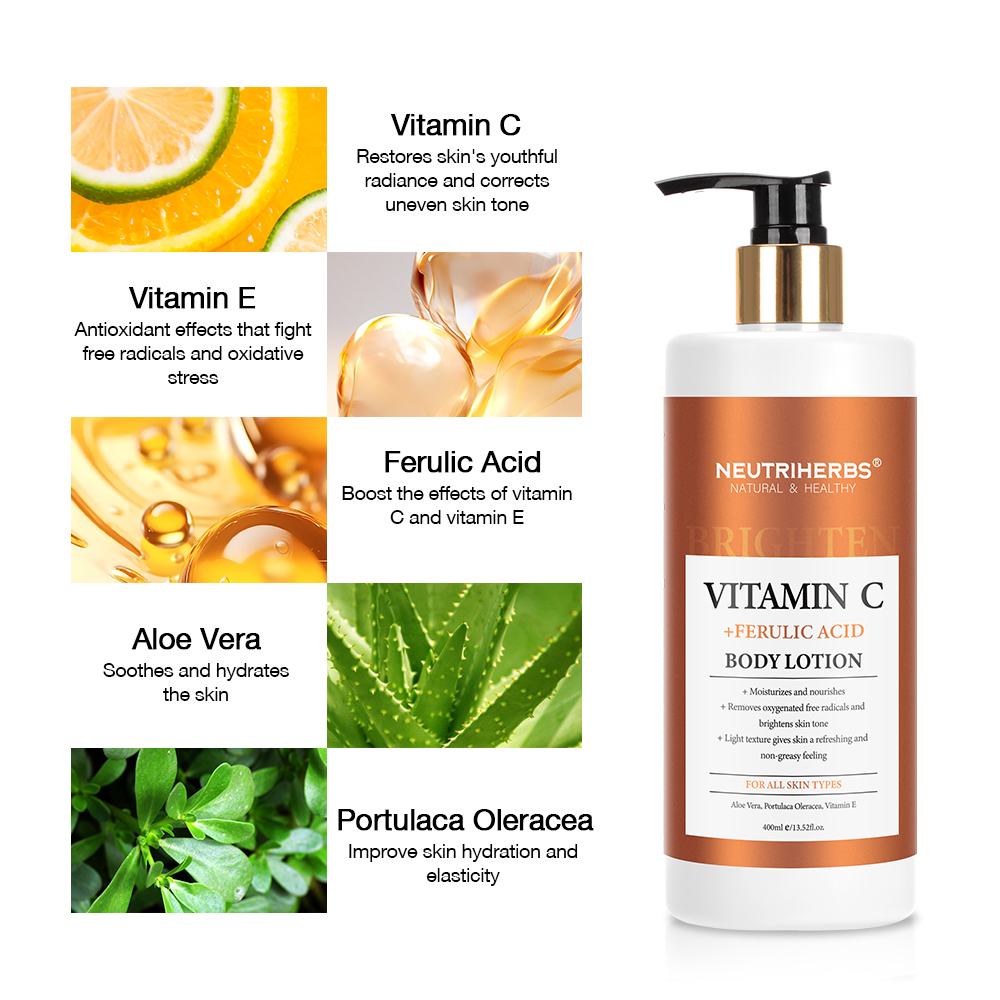 Vitamin C
Restores skin's youthful
radiance and corrects
uneven skin tone
Vitamin E
Antioxidant effects that fight
free radicals and oxidative
stress
Ferulic Acid
Boost the effects of vitamin
C and vitamin E
Aloe Vera
Soothes and hydrates
the skin
Portulaca Oleracea
Improve skin hydration and
elasticity
NEUTRIHERBS®
NATURAL & HEALTHY
BRIGHTEN
VITAMIN C
+FERULIC ACID
BODY LOTION
+ Moisturizes and nourishes
+ Removes oxygenated free radicals and
brightens skin tone
+ Light texture gives skin a refreshing and
non-greasy feeling
FOR ALL SKIN TYPES
Aloe Vera, Portulaca Oleracea, Vitamin E
400ml e/13.52fl.oz.